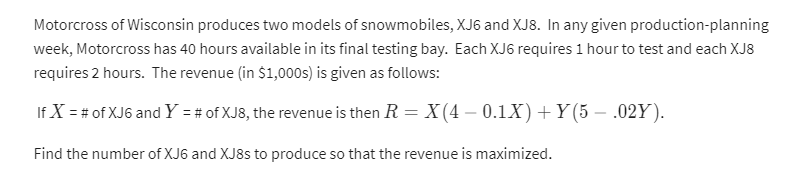 Motorcross of Wisconsin produces two models of snowmobiles, XJ6 and XJ8.  In any given production-planning
week, Motorcross has 40 hours available in its final testing bay.  Each XJ6 requires 1 hour to test and each XJ8
requires 2 hours.  The revenue (in $1,000s) is given as follows:
If X = # of XJ6 and Y = # of XJ8, the revenue is then R = X(4 − 0.1X) + Y(5 − .02Y).
Find the number of XJ6 and XJ8s to produce so that the revenue is maximized.